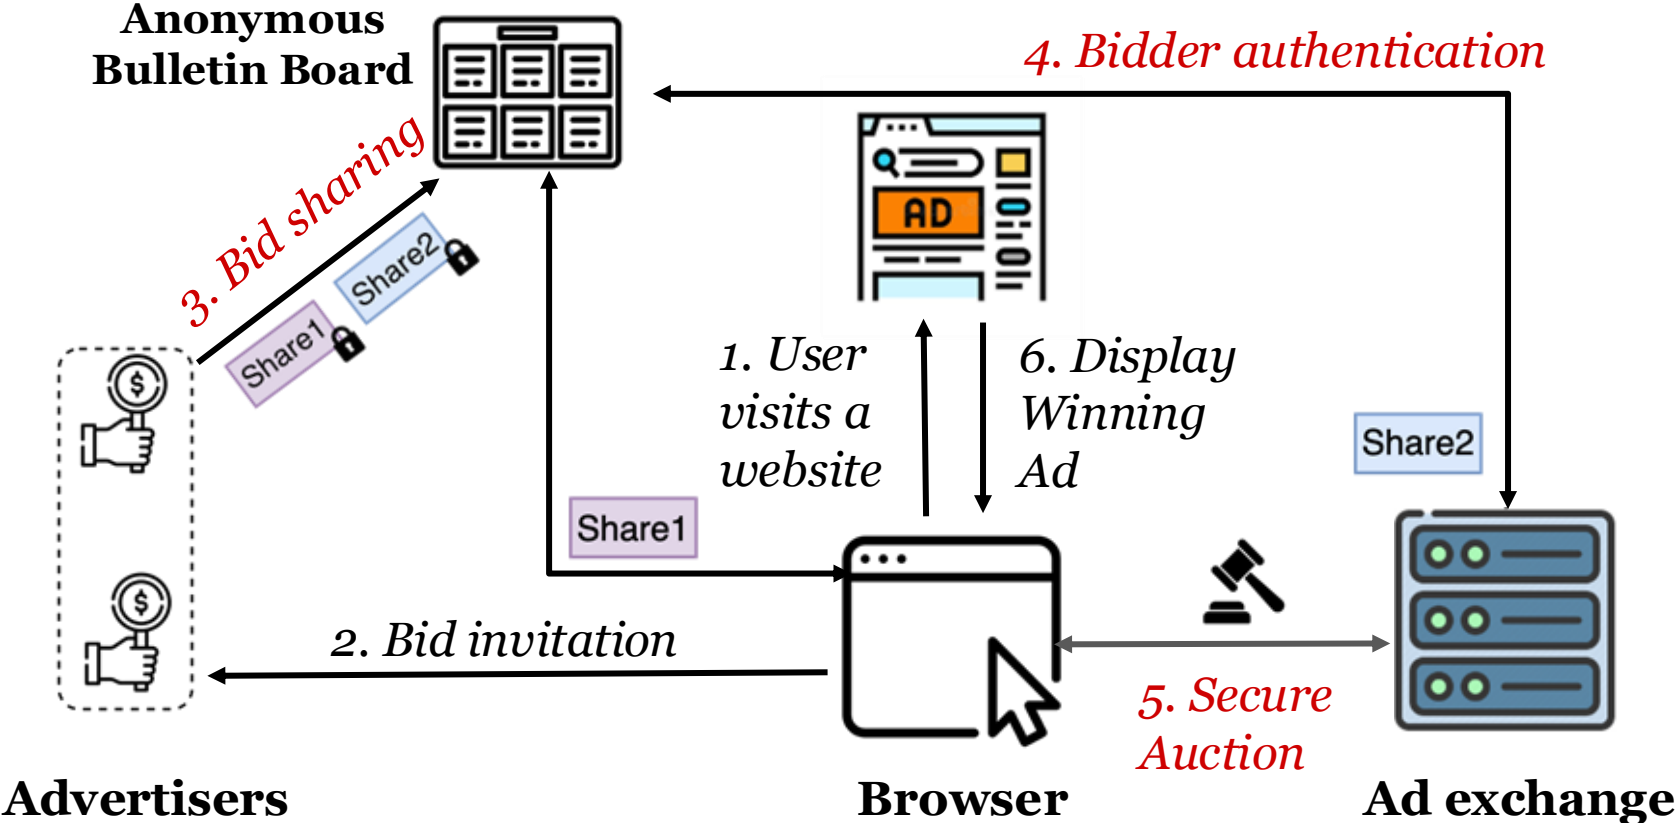 Anonymous
Bulletin Board
4. Bidder authentication
3. Bid sharing
Share2
Share1
AD
1. User
visits a
website
6. Display
Winning
Ad
Share2
Share1
2. Bid invitation
5. Secure
Auction
Advertisers
Browser
Ad exchange